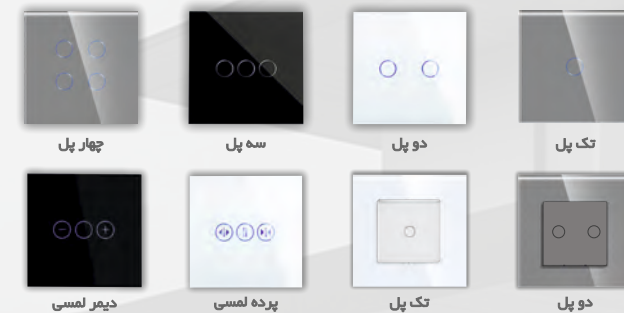 تک پل
دو پل
سه پل
چهار پل
دو پل
تک پل
پرده لمسی
دیمر لمسی